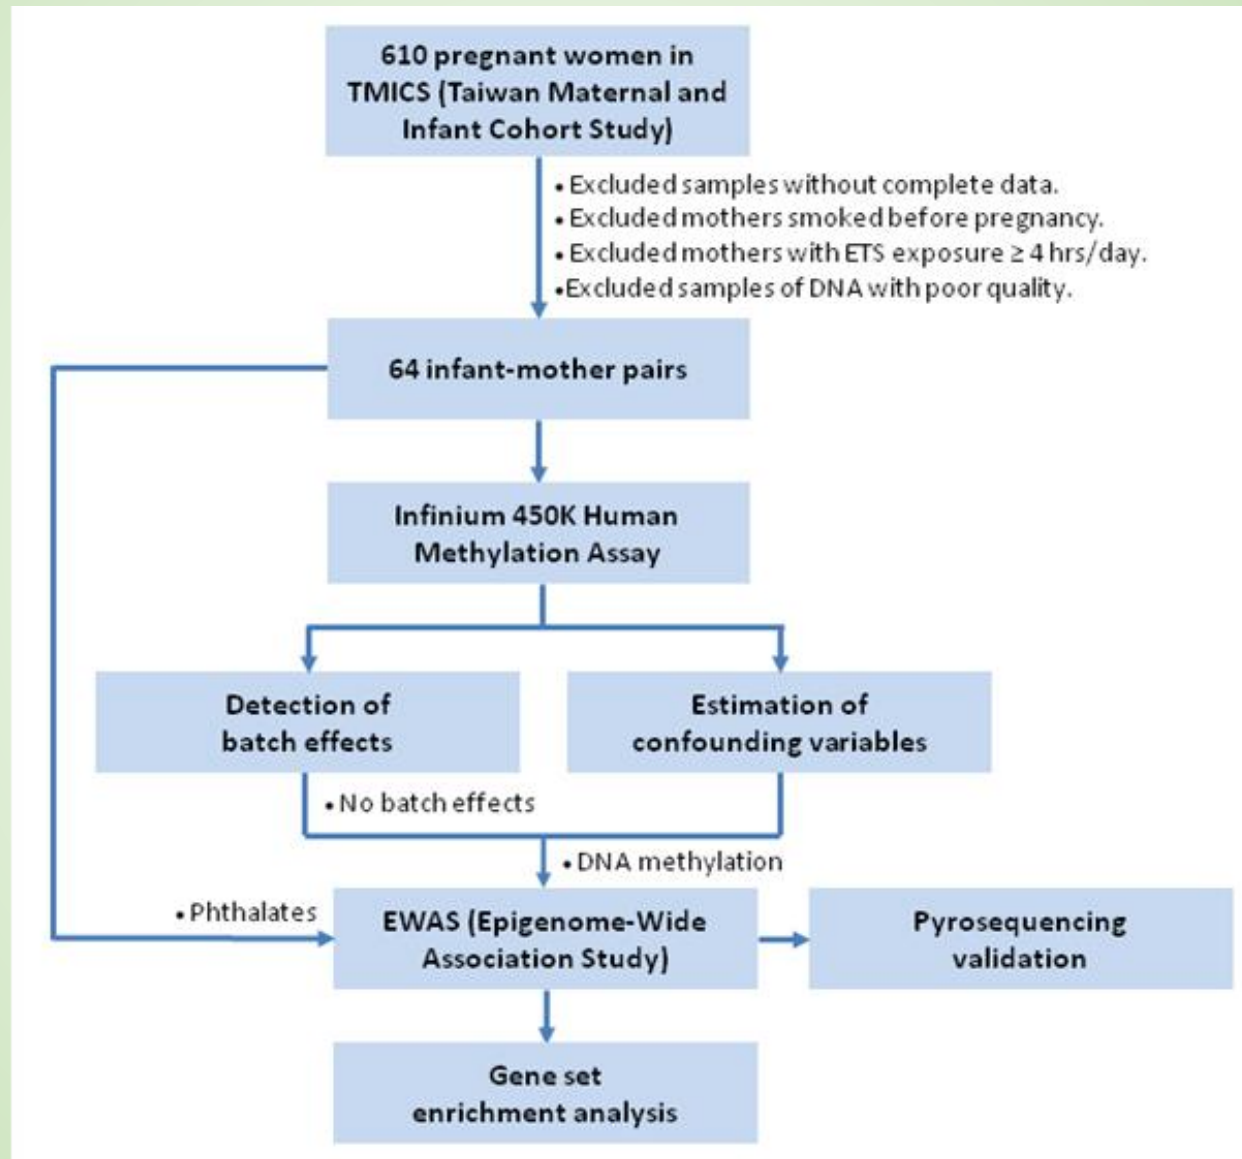 610 pregnant women in
TMICS (Taiwan Maternal and
Infant Cohort Study)
• Excluded samples without complete data.
• Excluded mothers smoked before pregnancy.
• Excluded mothers with ETS exposure ≥ 4 hrs/day.
•Excluded samples of DNA with poor quality.
64 infant-mother pairs
Infinium 450K Human
Methylation Assay
Detection of
batch effects
Estimation of
confounding variables
• No batch effects
• DNA methylation
• Phthalates
EWAS (Epigenome-Wide
Association Study)
Pyrosequencing
validation
Gene set
enrichment analysis